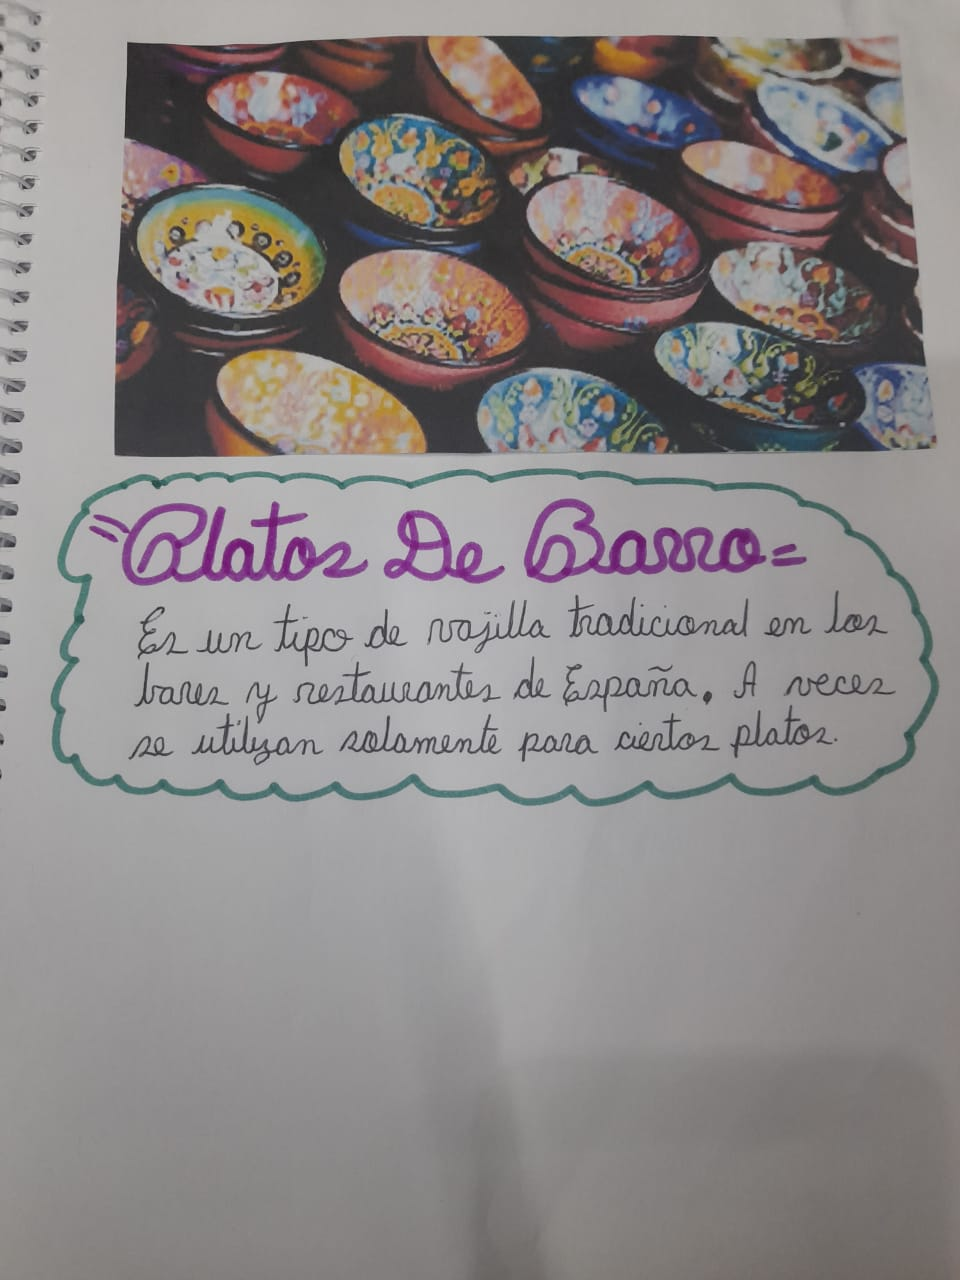 "Platos De Barro=
Es un tipo de vajilla tradicional en los
bares y restaurantes de España. A veces
se utilizan solamente para ciertos platos.